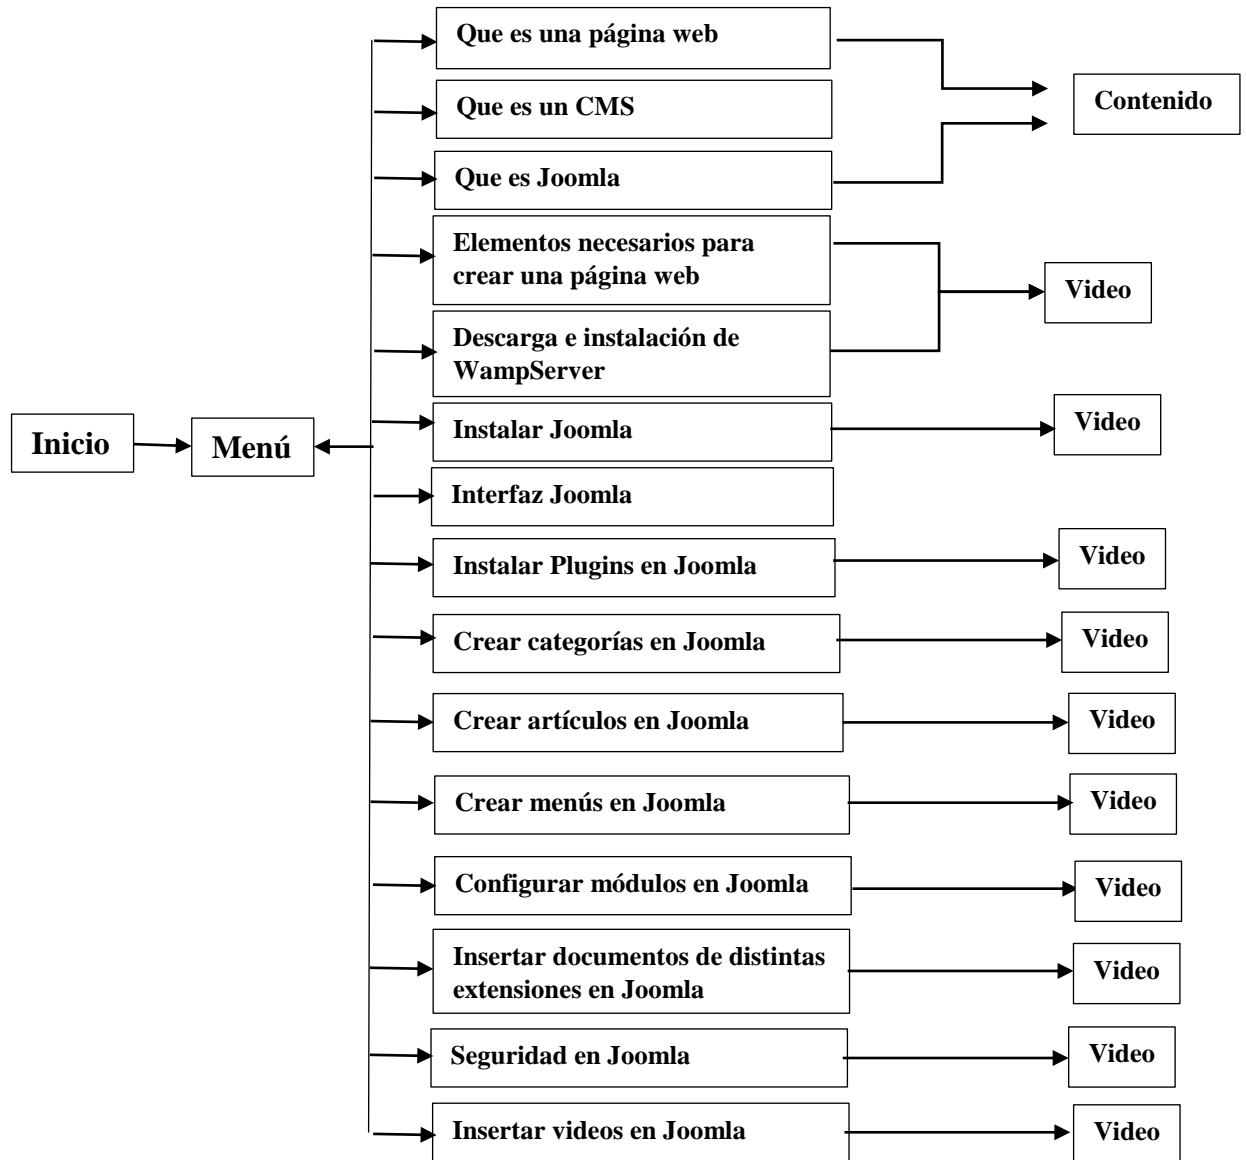 Que es una página web
Que es un CMS
Contenido
Que es Joomla
Elementos necesarios para
crear una página web
Video
Descarga e instalación de
WampServer
Inicio
Menú
Instalar Joomla
Video
Interfaz Joomla
Instalar Plugins en Joomla
Video
Crear categorías en Joomla
Video
Crear artículos en Joomla
Video
Crear menús en Joomla
Video
Configurar módulos en Joomla
Video
Insertar documentos de distintas
extensiones en Joomla
Video
Seguridad en Joomla
Video
Insertar videos en Joomla
Video